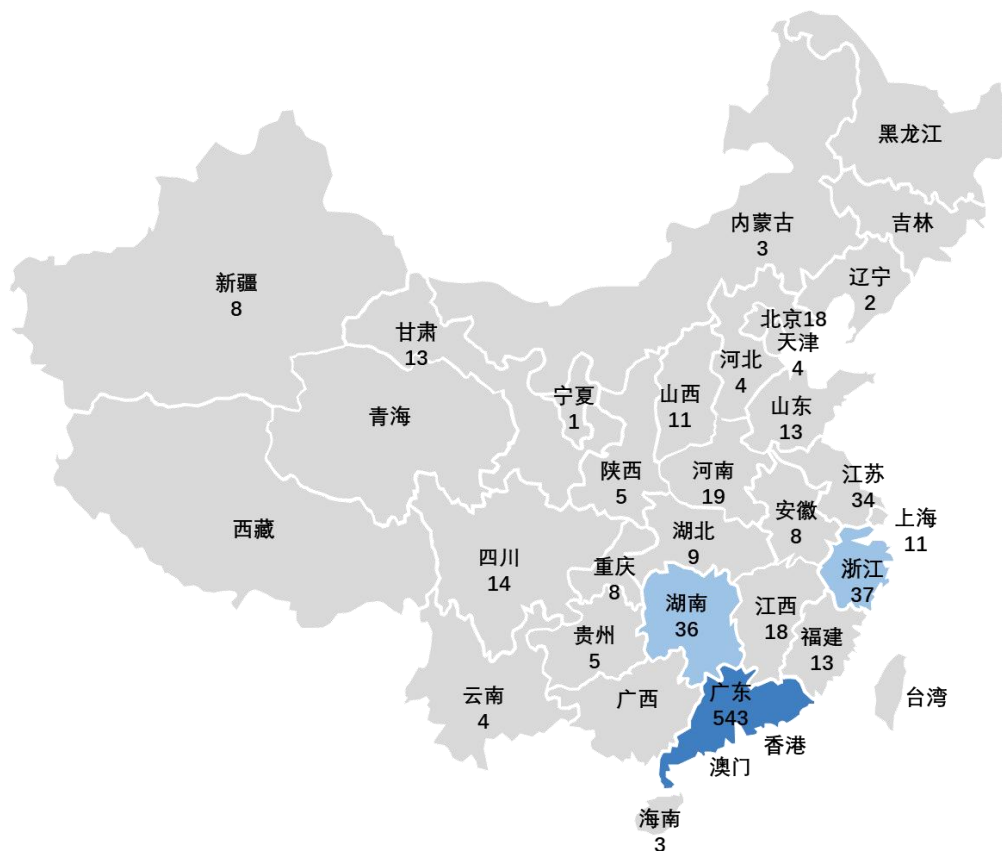 黑龙江
吉林
内蒙古
3
辽宁
2
新疆
8
北京18
甘肃
13
天津
4
河北
4
宁夏
1
山西
11
山东
13
青海
陕西
5
河南
19
江苏
34
安徽
8
上海
11
西藏
湖北
9
四川
14
重庆
8
浙江
37
湖南
36
江西
18
贵州
5
福建
13
云南
4
广西
广东
543
台湾
香港
澳门
海南
3